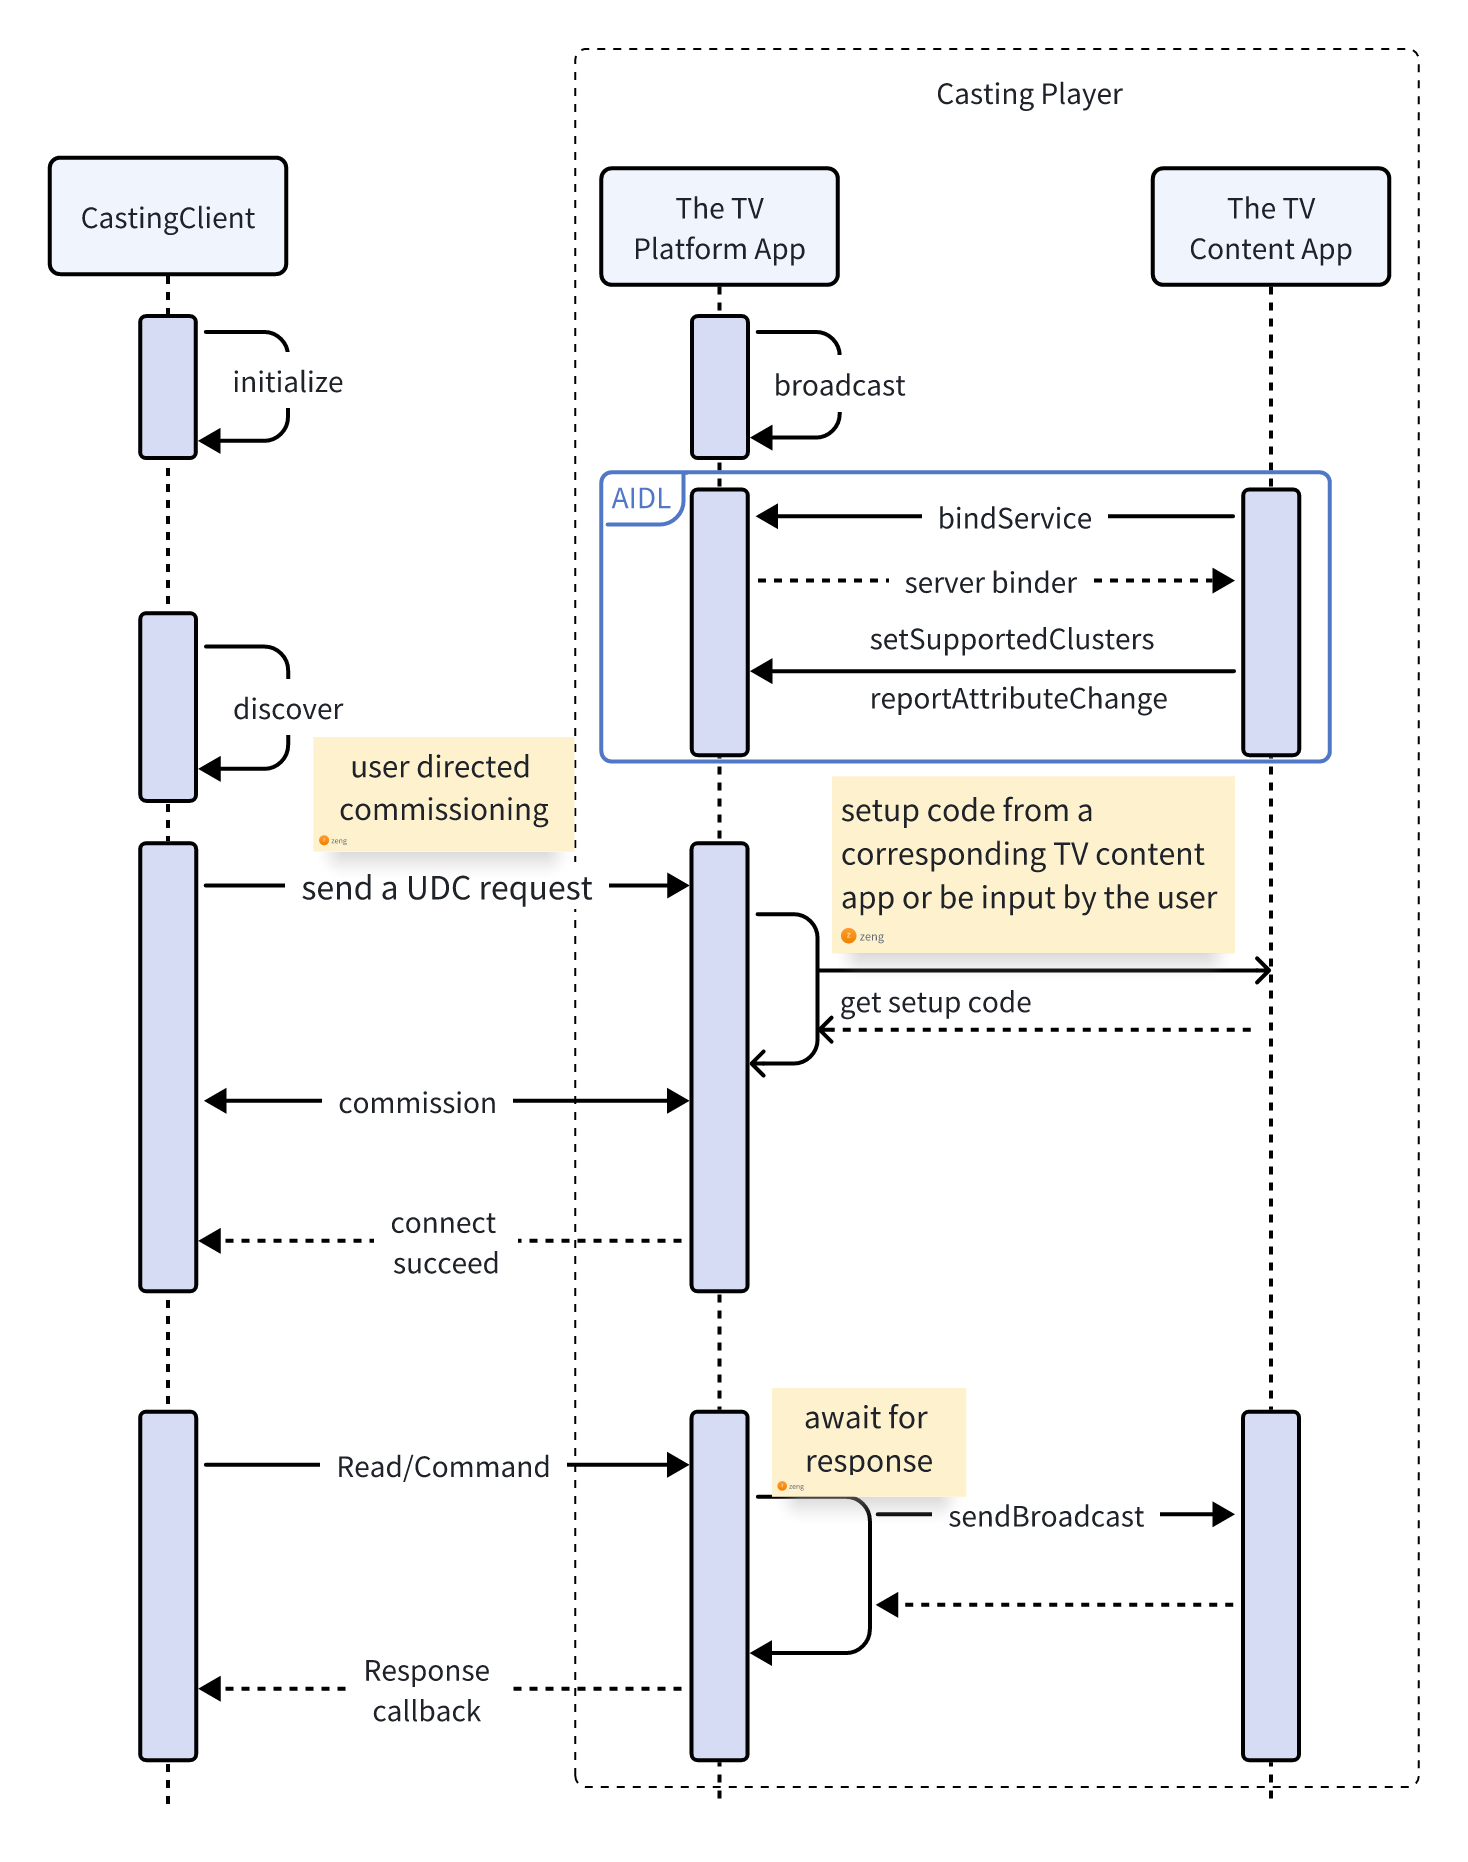 Casting Player
CastingClient
The TV
Platform App
The TV
Content App
initialize
broadcast
AIDL
bindService
server binder
setSupportedClusters
reportAttributeChange
discover
user directed
commissioning
zeng
setup code from a
corresponding TV content
app or be input by the user
Z zeng
send a UDC request
get setup code
commission
connect
succeed
await for
response
zeng
Read/Command
sendBroadcast
Response
callback